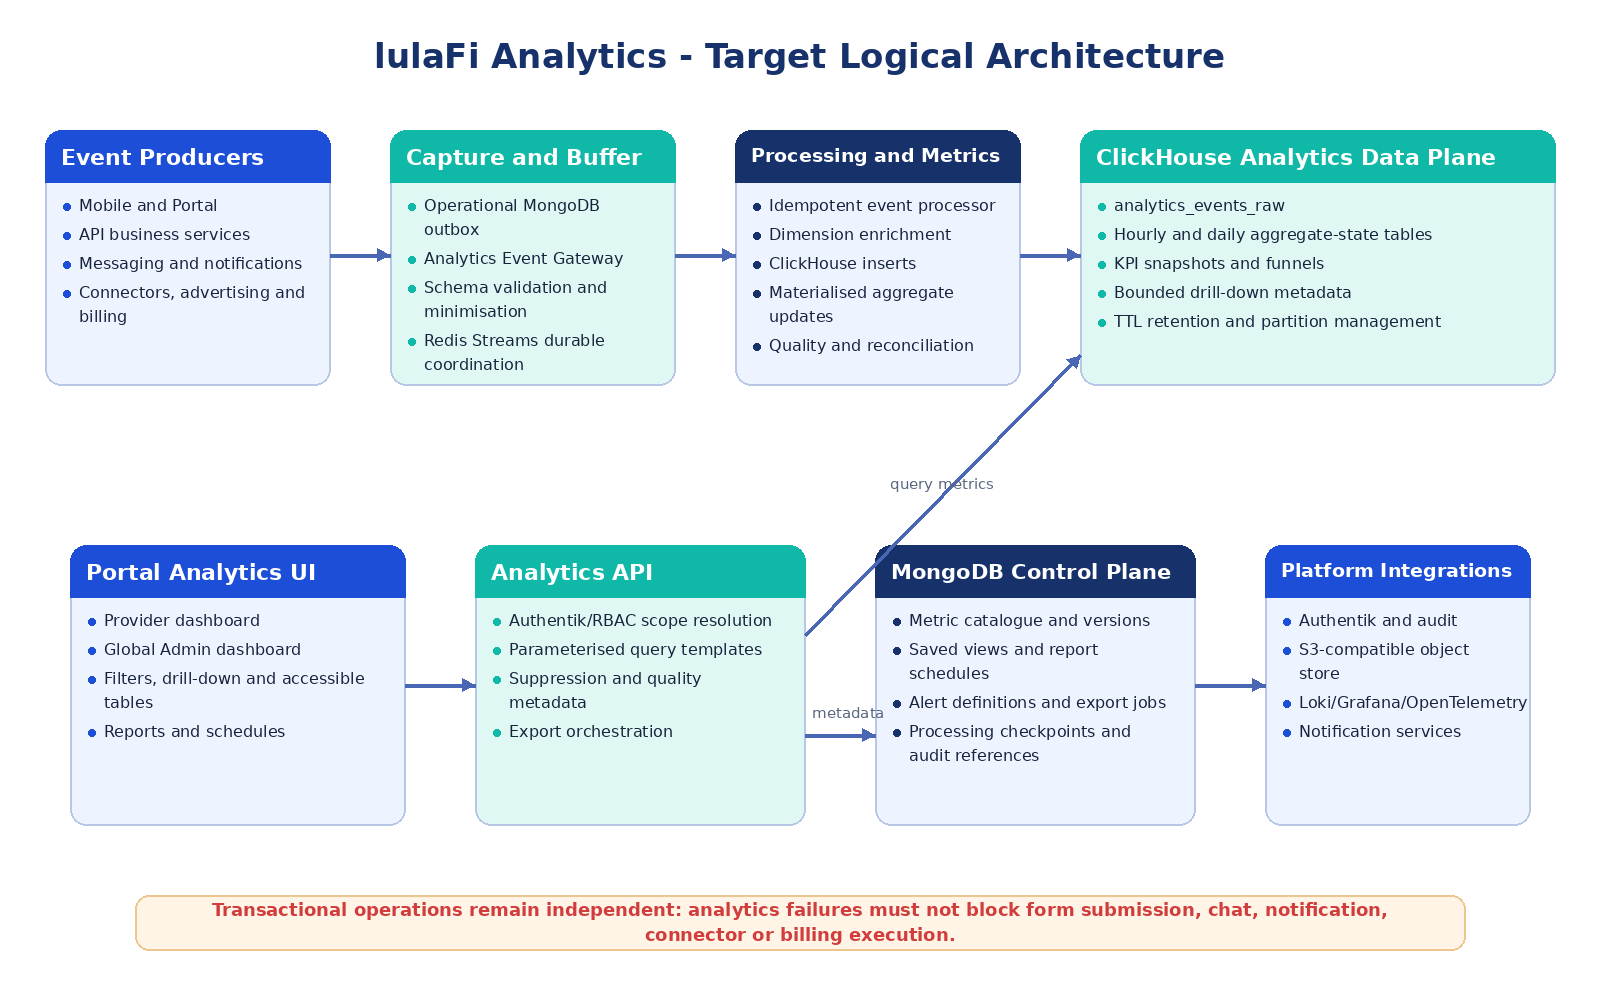 lulaFi Analytics - Target Logical Architecture
Event Producers
Mobile and Portal
API business services
Messaging and notifications
Connectors, advertising and
billing
Capture and Buffer
Operational MongoDB
outbox
Analytics Event Gateway
Schema validation and
minimisation
Redis Streams durable
coordination
Processing and Metrics
Idempotent event processor
Dimension enrichment
ClickHouse inserts
Materialised aggregate
updates
Quality and reconciliation
ClickHouse Analytics Data Plane
analytics_events_raw
Hourly and daily aggregate-state tables
KPI snapshots and funnels
Bounded drill-down metadata
TTL retention and partition management
query metrics
Portal Analytics UI
Provider dashboard
Global Admin dashboard
Filters, drill-down and accessible
tables
Reports and schedules
Analytics API
Authentik/RBAC scope resolution
Parameterised query templates
Suppression and quality
metadata
Export orchestration
metadata
MongoDB Control Plane
Metric catalogue and versions
Saved views and report
schedules
Alert definitions and export jobs
Processing checkpoints and
audit references
Platform Integrations
Authentik and audit
S3-compatible object
store
Loki/Grafana/OpenTelemetry
Notification services
Transactional operations remain independent: analytics failures must not block form submission, chat, notification,
connector or billing execution.